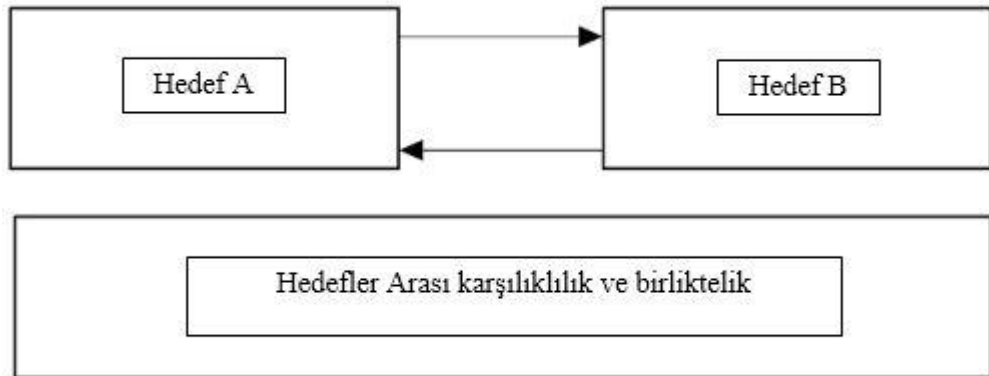 Hedef A
Hedef B
Hedefler Arası karşılıklılık ve birliktelik